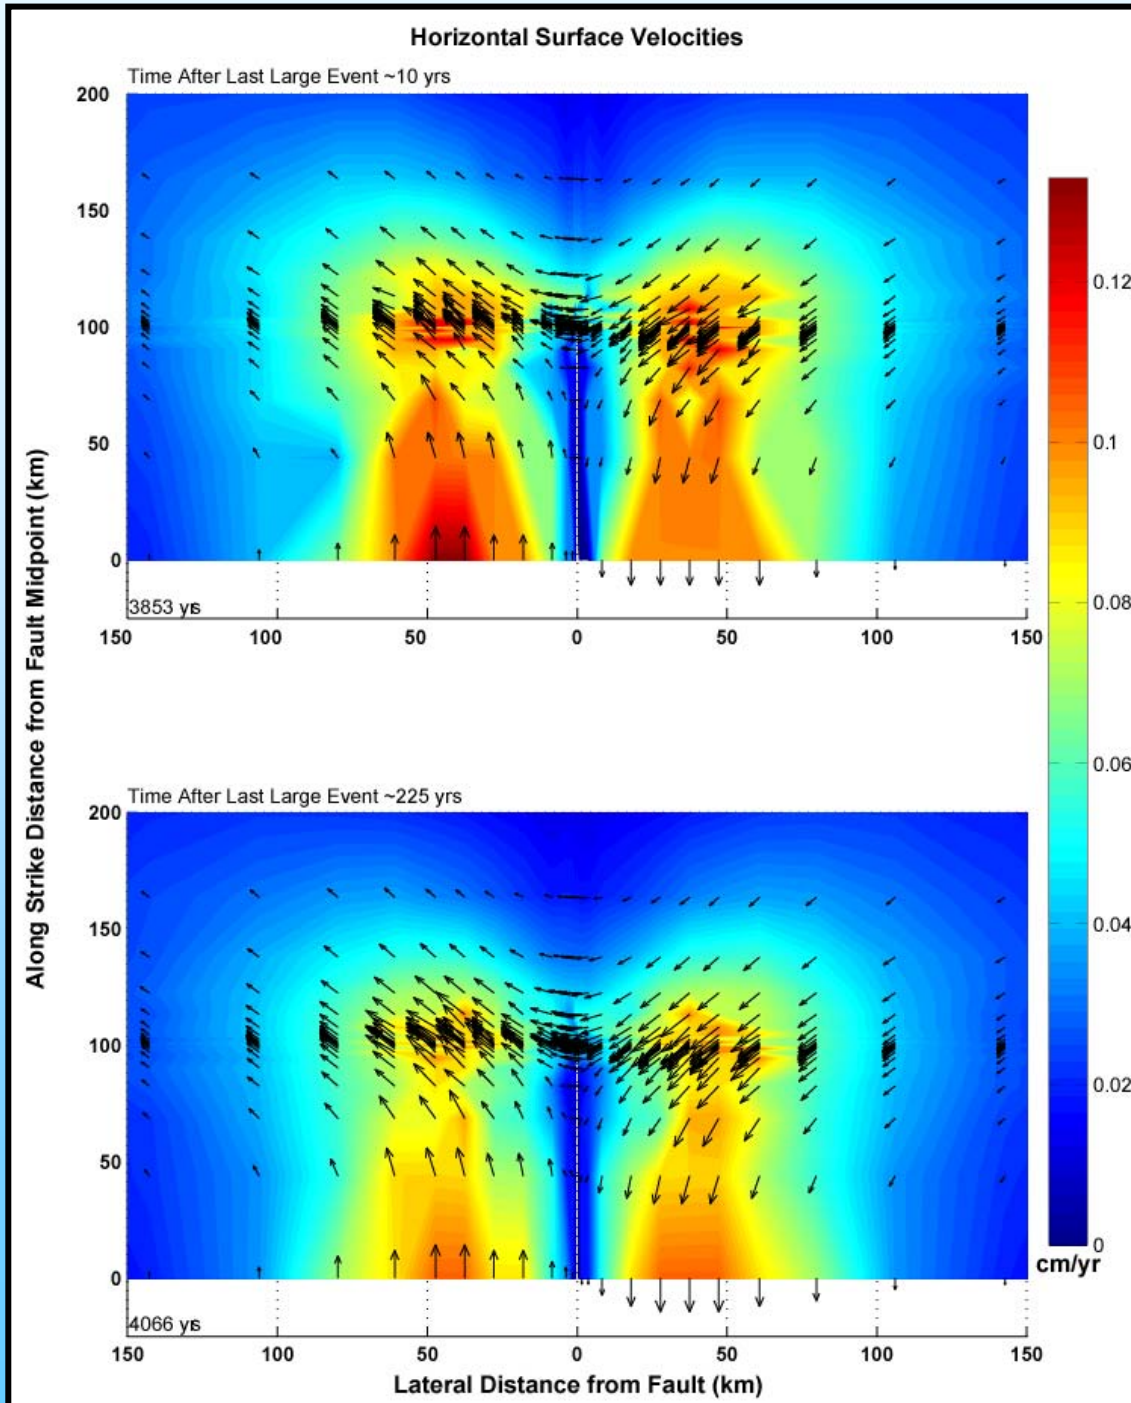 Horizontal Surface Velocities
Time After Last Large Event ~10 yrs
200
150
100
50
0
3853 yrs
150 100 50 0 50 100 150
Along Strike Distance from Fault Midpoint (km)
0.12
0.1
0.08
0.06
0.04
0.02
0
cm/yr
Time After Last Large Event ~225 yrs
200
150
100
50
0
4066 yrs
150 100 50 0 50 100 150
Lateral Distance from Fault (km)